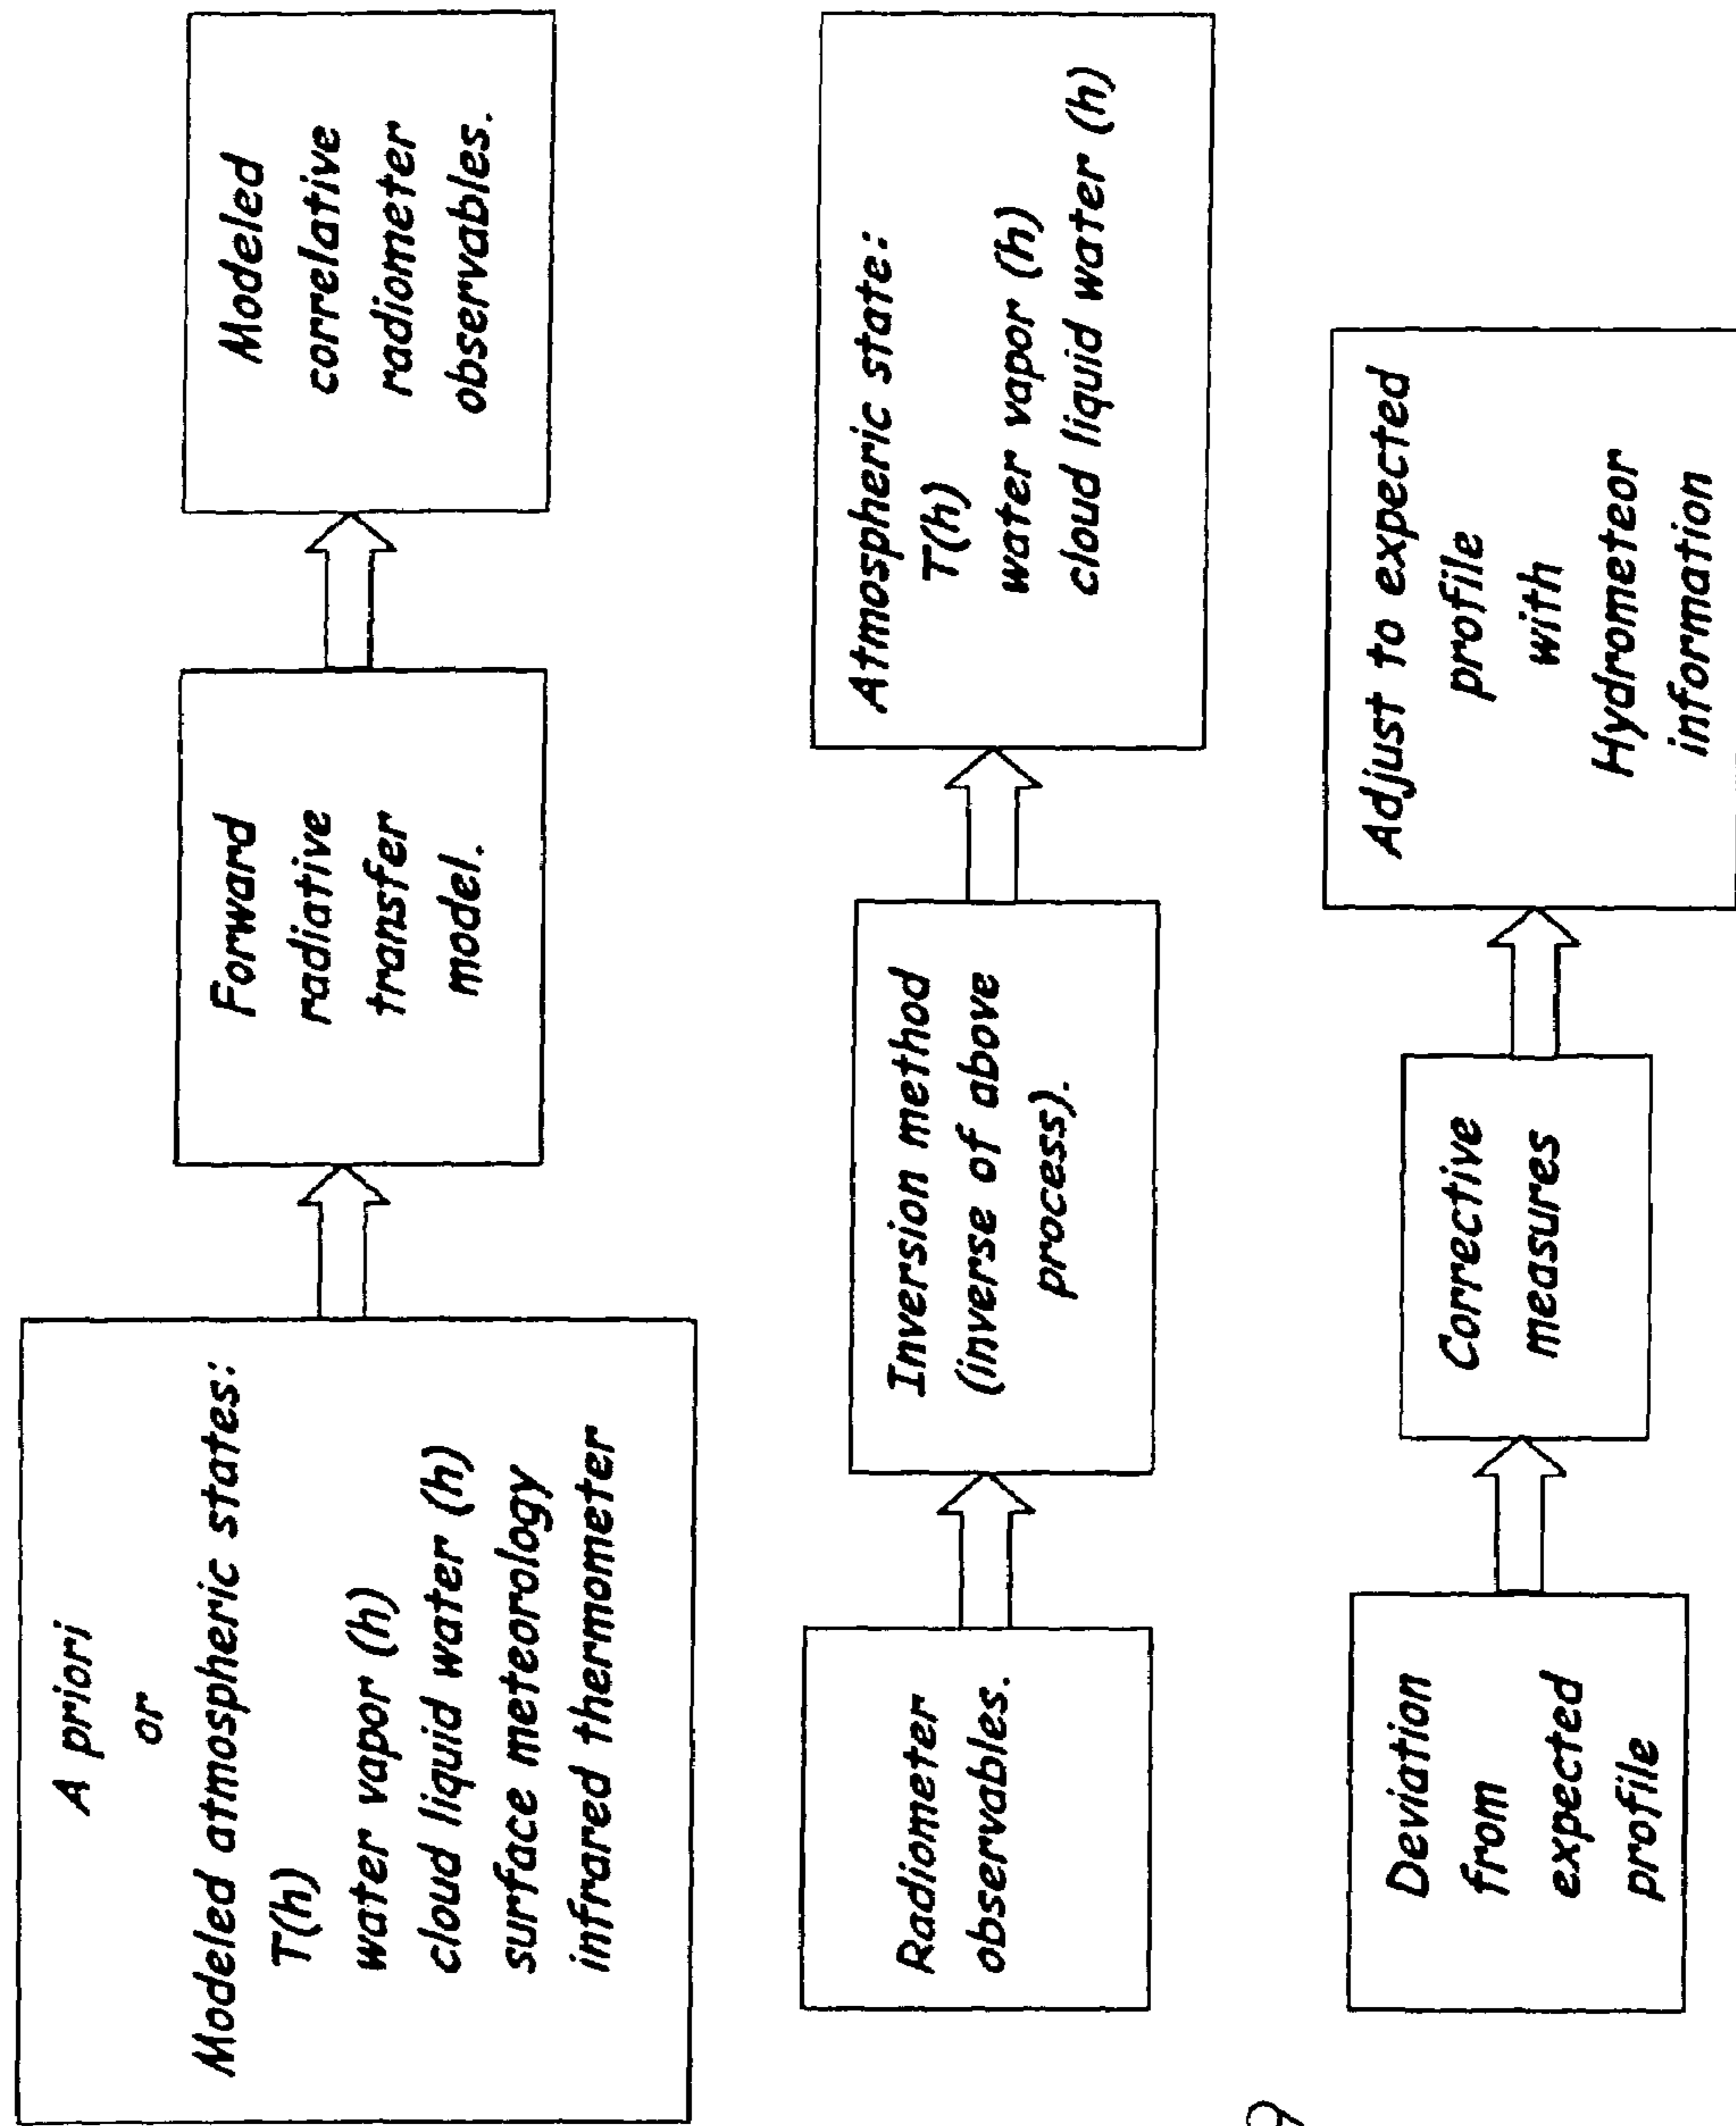 A priori
or
Modeled atmospheric states:
T(h)
water vapor (h)
cloud liquid water (h)
surface meteorology
infrared thermometer
Forward
radiative
transfer
model.
Modeled
correlative
radiometer
observables.
Radiometer
observables.
Inversion method
(inverse of above
process).
Atmospheric state:
T(h)
water vapor (h)
cloud liquid water (h)
Deviation
from
expected
profile
Corrective
measures
Adjust to expected
profile
with
Hydrometeor
information